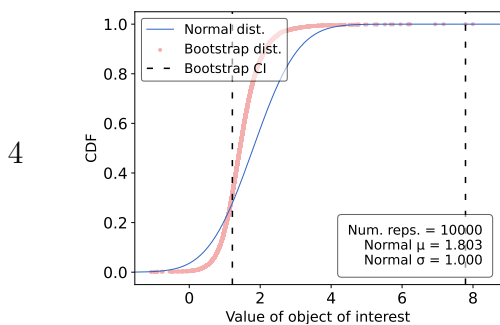 1.0
0.8
0.6
0.4
0.2
0.0
CDF
4
Normal dist.
Bootstrap dist.
Bootstrap CI
Num. reps. = 10000
Normal μ = 1.803
Normal σ = 1.000
0 2 4 6 8
Value of object of interest